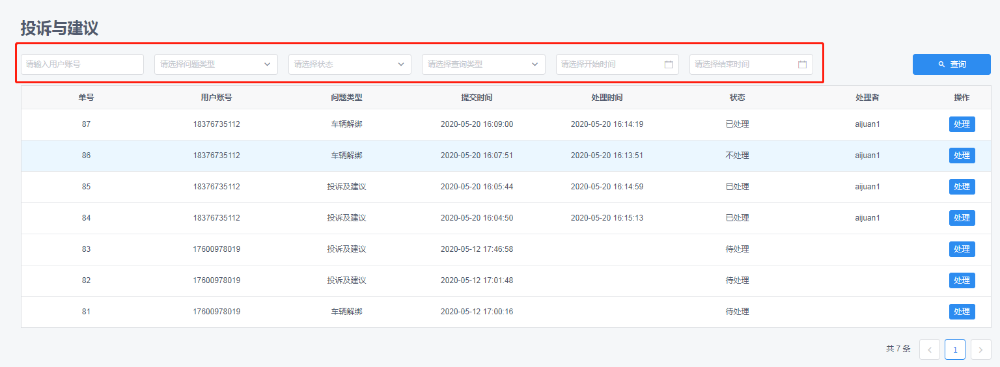 投诉与建议
请输入用户账号 请选择问题类型 请选择状态 请选择查询类型 请选择开始时间 请选择结束时间 查询
单号 用户账号 问题类型 提交时间 处理时间 状态 处理者 操作
87 18376735112 车辆解绑 2020-05-20 16:09:00 2020-05-20 16:14:19 已处理 aijuan1 处理
86 18376735112 车辆解绑 2020-05-20 16:07:51 2020-05-20 16:13:51 不处理 aijuan1 处理
85 18376735112 投诉及建议 2020-05-20 16:05:44 2020-05-20 16:14:59 已处理 aijuan1 处理
84 18376735112 投诉及建议 2020-05-20 16:04:50 2020-05-20 16:15:13 已处理 aijuan1 处理
83 17600978019 投诉及建议 2020-05-12 17:46:58 待处理 处理
82 17600978019 投诉及建议 2020-05-12 17:01:48 待处理 处理
81 17600978019 车辆解绑 2020-05-12 17:00:16 待处理 处理
共 7 条 < 1 >